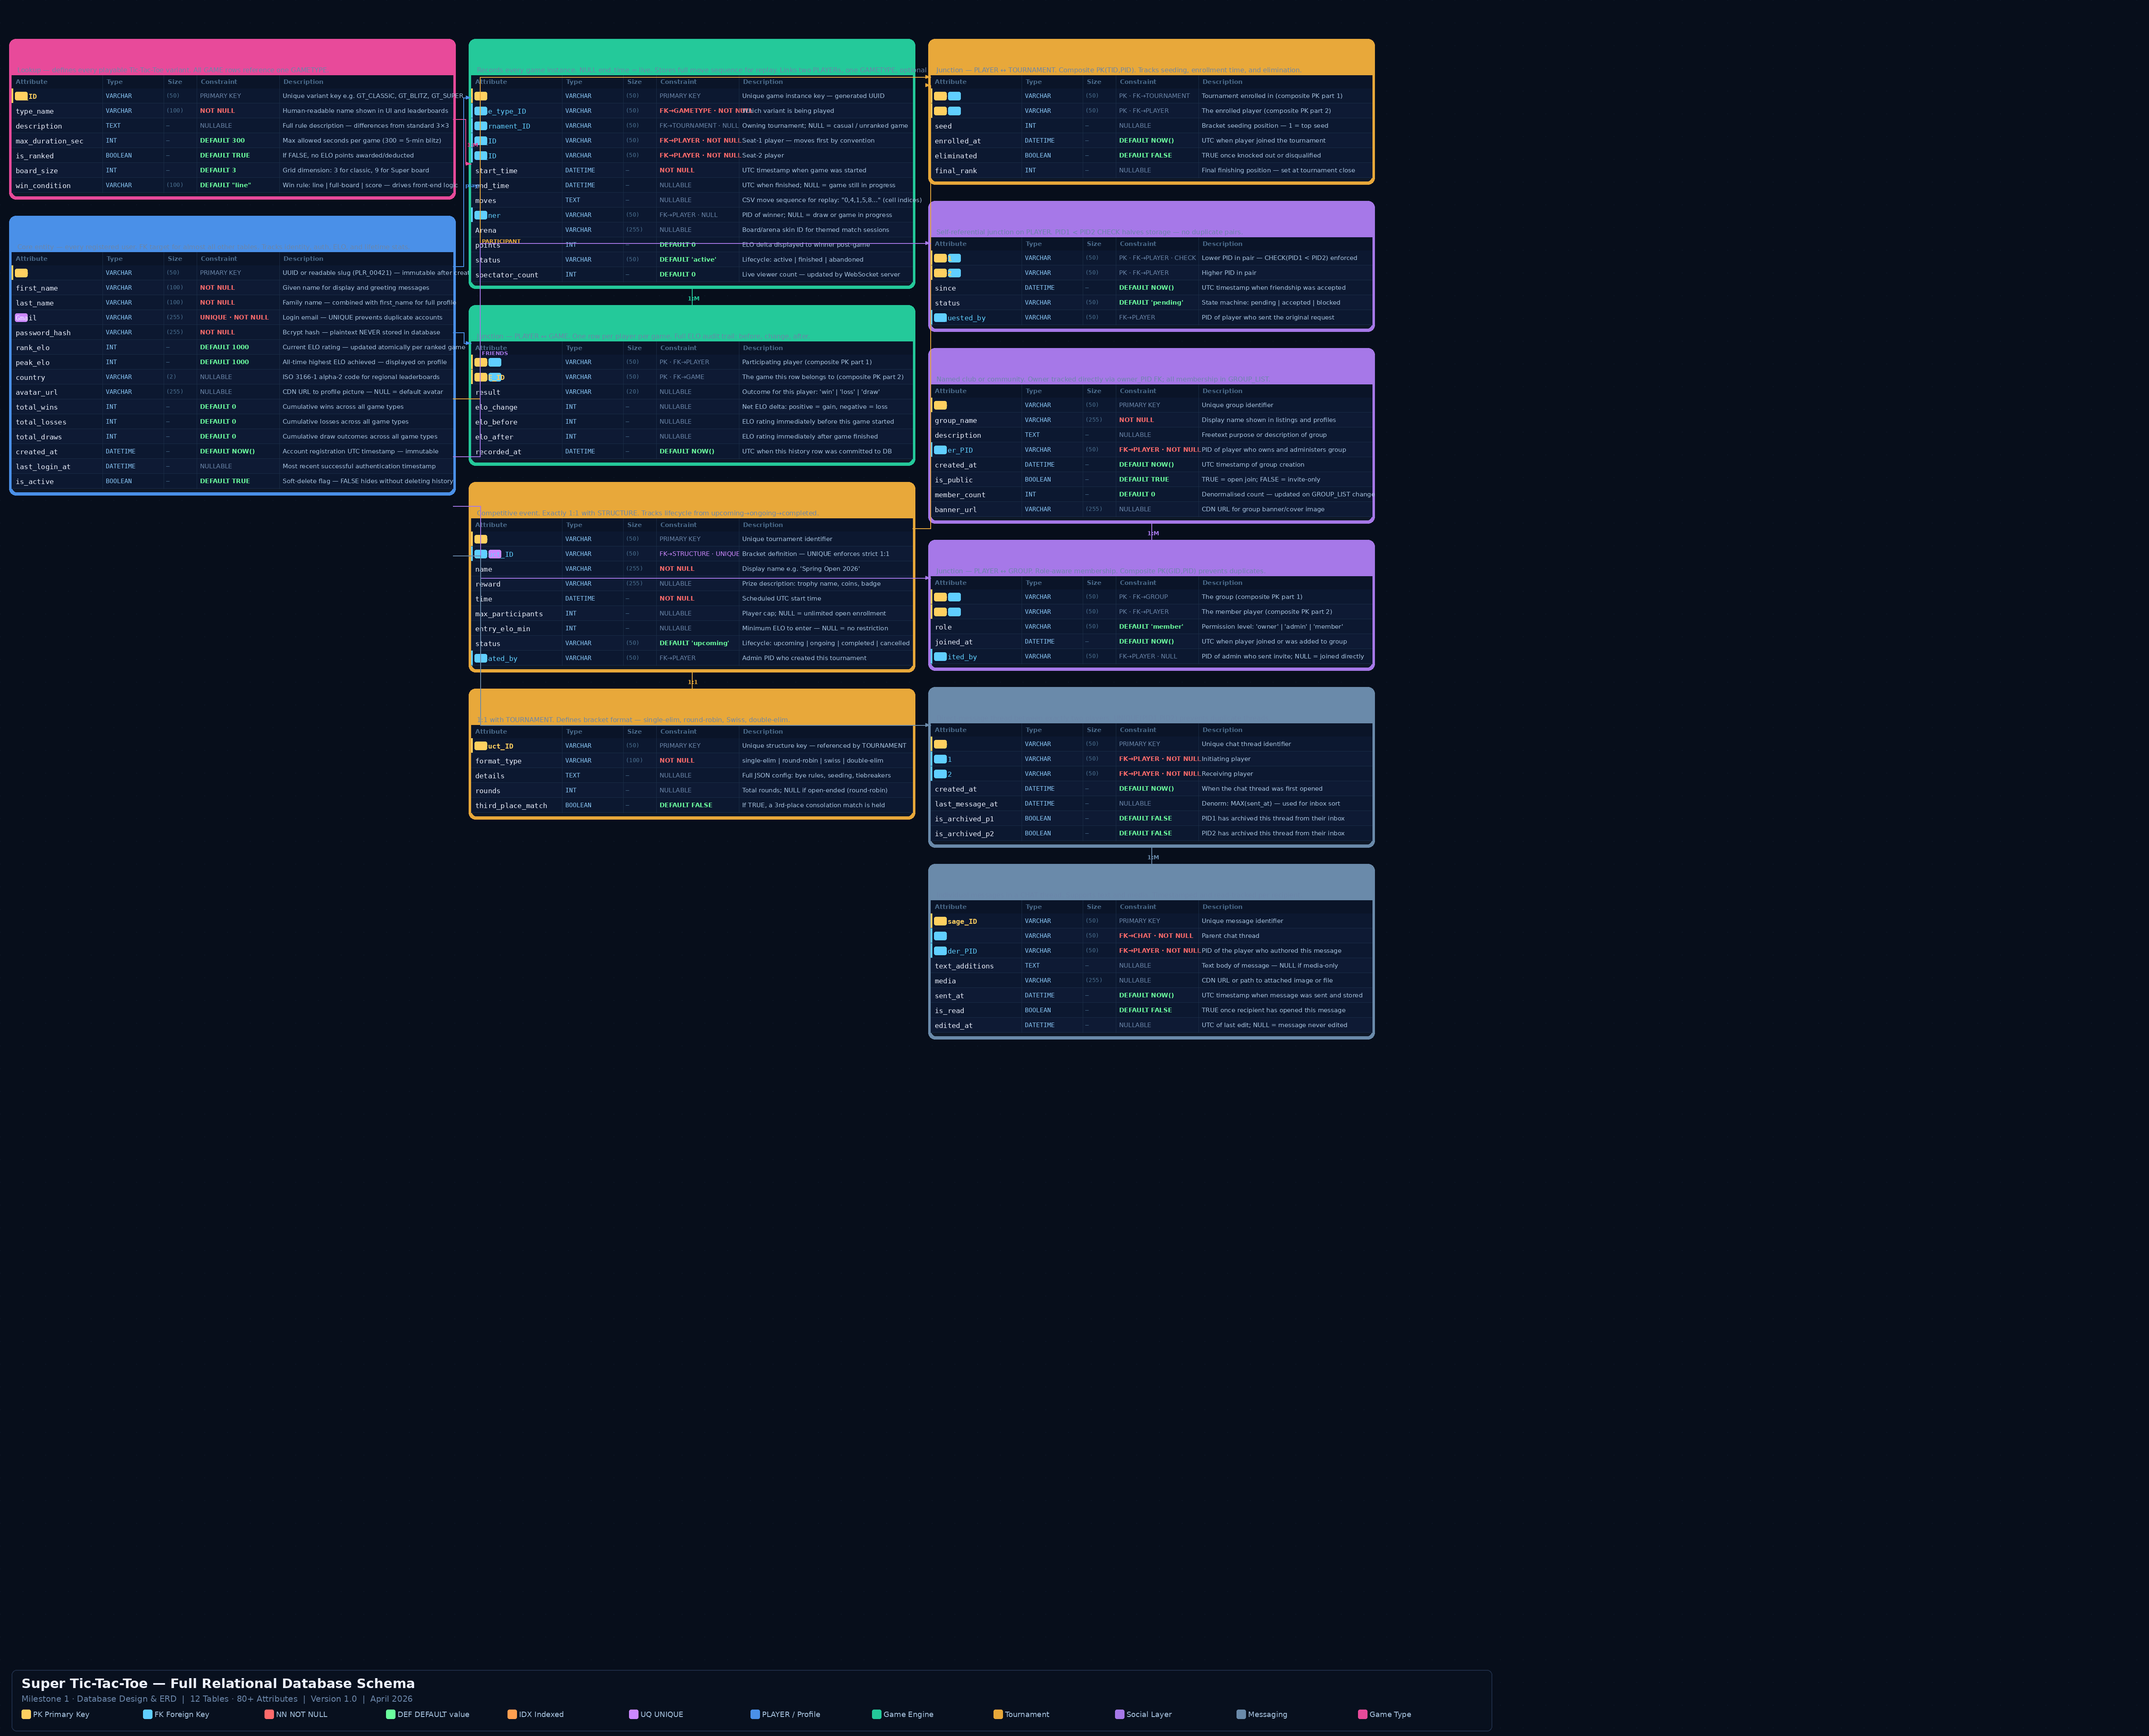 Attribute Type Size Constraint Description
ID VARCHAR (50) PRIMARY KEY Unique variant key e.g. GT_CLASSIC, GT_BLITZ, GT_SUPER
type_name VARCHAR (100) NOT NULL Human-readable name shown in UI and leaderboards
description TEXT — NULLABLE Full rule description — differences from standard 3×3
max_duration_sec INT — DEFAULT 300 Max allowed seconds per game (300 = 5-min blitz)
is_ranked BOOLEAN — DEFAULT TRUE If FALSE, no ELO points awarded/deducted
board_size INT — DEFAULT 3 Grid dimension: 3 for classic, 9 for Super board
win_condition VARCHAR (100) DEFAULT "line" Win rule: line | full-board | score — drives front-end logic
Attribute Type Size Constraint Description
VARCHAR (50) PRIMARY KEY UUID or readable slug (PLR_00421) — immutable after
first_name VARCHAR (100) NOT NULL Given name for display and greeting messages
last_name VARCHAR (100) NOT NULL Family name — combined with first_name for full profile
email VARCHAR (255) UNIQUE · NOT NULL Login email — UNIQUE prevents duplicate accounts
password_hash VARCHAR (255) NOT NULL Bcrypt hash — plaintext NEVER stored in database
rank_elo INT — DEFAULT 1000 Current ELO rating — updated atomically per ranked game
peak_elo INT — DEFAULT 1000 All-time highest ELO achieved — displayed on profile
country VARCHAR (2) NULLABLE ISO 3166-1 alpha-2 code for regional leaderboards
avatar_url VARCHAR (255) NULLABLE CDN URL to profile picture — NULL = default avatar
total_wins INT — DEFAULT 0 Cumulative wins across all game types
total_losses INT — DEFAULT 0 Cumulative losses across all game types
total_draws INT — DEFAULT 0 Cumulative draw outcomes across all game types
created_at DATETIME — DEFAULT NOW() Account registration UTC timestamp — immutable
last_login_at DATETIME — NULLABLE Most recent successful authentication timestamp
is_active BOOLEAN — DEFAULT TRUE Soft-delete flag — FALSE hides without deleting history
Attribute Type Size Constraint Description
VARCHAR (50) PRIMARY KEY Unique game instance key — generated UUID
e_type_ID VARCHAR (50) FK→GAMETYPE · NOT NULL Which variant is being played
rnament_ID VARCHAR (50) FK→TOURNAMENT · NULL Owning tournament; NULL = casual / unranked game
ID VARCHAR (50) FK→PLAYER · NOT NULL Seat-1 player — moves first by convention
ID VARCHAR (50) FK→PLAYER · NOT NULL Seat-2 player
start_time DATETIME — NOT NULL UTC timestamp when game was started
end_time DATETIME — NULLABLE UTC when finished; NULL = game still in progress
moves TEXT — NULLABLE CSV move sequence for replay: "0,4,1,5,8..." (cell indices)
ner VARCHAR (50) FK→PLAYER · NULL PID of winner; NULL = draw or game in progress
Arena VARCHAR (255) NULLABLE Board/arena skin ID for themed match sessions
PARTICIPANT
points INT — DEFAULT 0 ELO delta displayed to winner post-game
status VARCHAR (50) DEFAULT 'active' Lifecycle: active | finished | abandoned
spectator_count INT — DEFAULT 0 Live viewer count — updated by WebSocket server
1:M
Attribute Type Size Constraint Description
FRIENDS
VARCHAR (50) PK · FK→PLAYER Participating player (composite PK part 1)
ID VARCHAR (50) PK · FK→GAME The game this row belongs to (composite PK part 2)
result VARCHAR (20) NULLABLE Outcome for this player: 'win' | 'loss' | 'draw'
elo_change INT — NULLABLE Net ELO delta: positive = gain, negative = loss
elo_before INT — NULLABLE ELO rating immediately before this game started
elo_after INT — NULLABLE ELO rating immediately after game finished
recorded_at DATETIME — DEFAULT NOW() UTC when this history row was committed to DB
Competitive event. Exactly 1:1 with STRUCTURE. Tracks lifecycle from upcoming→ongoing→completed.
Attribute Type Size Constraint Description
VARCHAR (50) PRIMARY KEY Unique tournament identifier
_ID VARCHAR (50) FK→STRUCTURE · UNIQUE Bracket definition — UNIQUE enforces strict 1:1
name VARCHAR (255) NOT NULL Display name e.g. 'Spring Open 2026'
reward VARCHAR (255) NULLABLE Prize description: trophy name, coins, badge
time DATETIME — NOT NULL Scheduled UTC start time
max_participants INT — NULLABLE Player cap; NULL = unlimited open enrollment
entry_elo_min INT — NULLABLE Minimum ELO to enter — NULL = no restriction
status VARCHAR (50) DEFAULT 'upcoming' Lifecycle: upcoming | ongoing | completed | cancelled
ated_by VARCHAR (50) FK→PLAYER Admin PID who created this tournament
1:1
1:1 with TOURNAMENT. Defines bracket format — single-elim, round-robin, Swiss, double-elim.
Attribute Type Size Constraint Description
uct_ID VARCHAR (50) PRIMARY KEY Unique structure key — referenced by TOURNAMENT
format_type VARCHAR (100) NOT NULL single-elim | round-robin | swiss | double-elim
details TEXT — NULLABLE Full JSON config: bye rules, seeding, tiebreakers
rounds INT — NULLABLE Total rounds; NULL if open-ended (round-robin)
third_place_match BOOLEAN — DEFAULT FALSE If TRUE, a 3rd-place consolation match is held
Junction — PLAYER ↔ TOURNAMENT. Composite PK(TID,PID). Tracks seeding, enrollment time, and elimination.
Attribute Type Size Constraint Description
VARCHAR (50) PK · FK→TOURNAMENT Tournament enrolled in (composite PK part 1)
VARCHAR (50) PK · FK→PLAYER The enrolled player (composite PK part 2)
seed INT — NULLABLE Bracket seeding position — 1 = top seed
enrolled_at DATETIME — DEFAULT NOW() UTC when player joined the tournament
eliminated BOOLEAN — DEFAULT FALSE TRUE once knocked out or disqualified
final_rank INT — NULLABLE Final finishing position — set at tournament close
Attribute Type Size Constraint Description
VARCHAR (50) PK · FK→PLAYER · CHECK Lower PID in pair — CHECK(PID1 < PID2) enforced
VARCHAR (50) PK · FK→PLAYER Higher PID in pair
since DATETIME — DEFAULT NOW() UTC timestamp when friendship was accepted
status VARCHAR (50) DEFAULT 'pending' State machine: pending | accepted | blocked
uested_by VARCHAR (50) FK→PLAYER PID of player who sent the original request
Attribute Type Size Constraint Description
VARCHAR (50) PRIMARY KEY Unique group identifier
group_name VARCHAR (255) NOT NULL Display name shown in listings and profiles
description TEXT — NULLABLE Freetext purpose or description of group
er_PID VARCHAR (50) FK→PLAYER · NOT NULL PID of player who owns and administers group
created_at DATETIME — DEFAULT NOW() UTC timestamp of group creation
is_public BOOLEAN — DEFAULT TRUE TRUE = open join; FALSE = invite-only
member_count INT — DEFAULT 0 Denormalised count — updated on GROUP_LIST change
banner_url VARCHAR (255) NULLABLE CDN URL for group banner/cover image
1:M
Attribute Type Size Constraint Description
VARCHAR (50) PK · FK→GROUP The group (composite PK part 1)
VARCHAR (50) PK · FK→PLAYER The member player (composite PK part 2)
role VARCHAR (50) DEFAULT 'member' Permission level: 'owner' | 'admin' | 'member'
joined_at DATETIME — DEFAULT NOW() UTC when player joined or was added to group
ited_by VARCHAR (50) FK→PLAYER · NULL PID of admin who sent invite; NULL = joined directly
Attribute Type Size Constraint Description
VARCHAR (50) PRIMARY KEY Unique chat thread identifier
1 VARCHAR (50) FK→PLAYER · NOT NULL Initiating player
2 VARCHAR (50) FK→PLAYER · NOT NULL Receiving player
created_at DATETIME — DEFAULT NOW() When the chat thread was first opened
last_message_at DATETIME — NULLABLE Denorm: MAX(sent_at) — used for inbox sort
is_archived_p1 BOOLEAN — DEFAULT FALSE PID1 has archived this thread from their inbox
is_archived_p2 BOOLEAN — DEFAULT FALSE PID2 has archived this thread from their inbox
1:M
Attribute Type Size Constraint Description
sage_ID VARCHAR (50) PRIMARY KEY Unique message identifier
VARCHAR (50) FK→CHAT · NOT NULL Parent chat thread
der_PID VARCHAR (50) FK→PLAYER · NOT NULL PID of the player who authored this message
text_additions TEXT — NULLABLE Text body of message — NULL if media-only
media VARCHAR (255) NULLABLE CDN URL or path to attached image or file
sent_at DATETIME — DEFAULT NOW() UTC timestamp when message was sent and stored
is_read BOOLEAN — DEFAULT FALSE TRUE once recipient has opened this message
edited_at DATETIME — NULLABLE UTC of last edit; NULL = message never edited
Super Tic-Tac-Toe — Full Relational Database Schema
Milestone 1 · Database Design & ERD | 12 Tables · 80+ Attributes | Version 1.0 | April 2026
PK Primary Key FK Foreign Key NN NOT NULL DEF DEFAULT value IDX Indexed UQ UNIQUE PLAYER / Profile Game Engine Tournament Social Layer Messaging Game Type